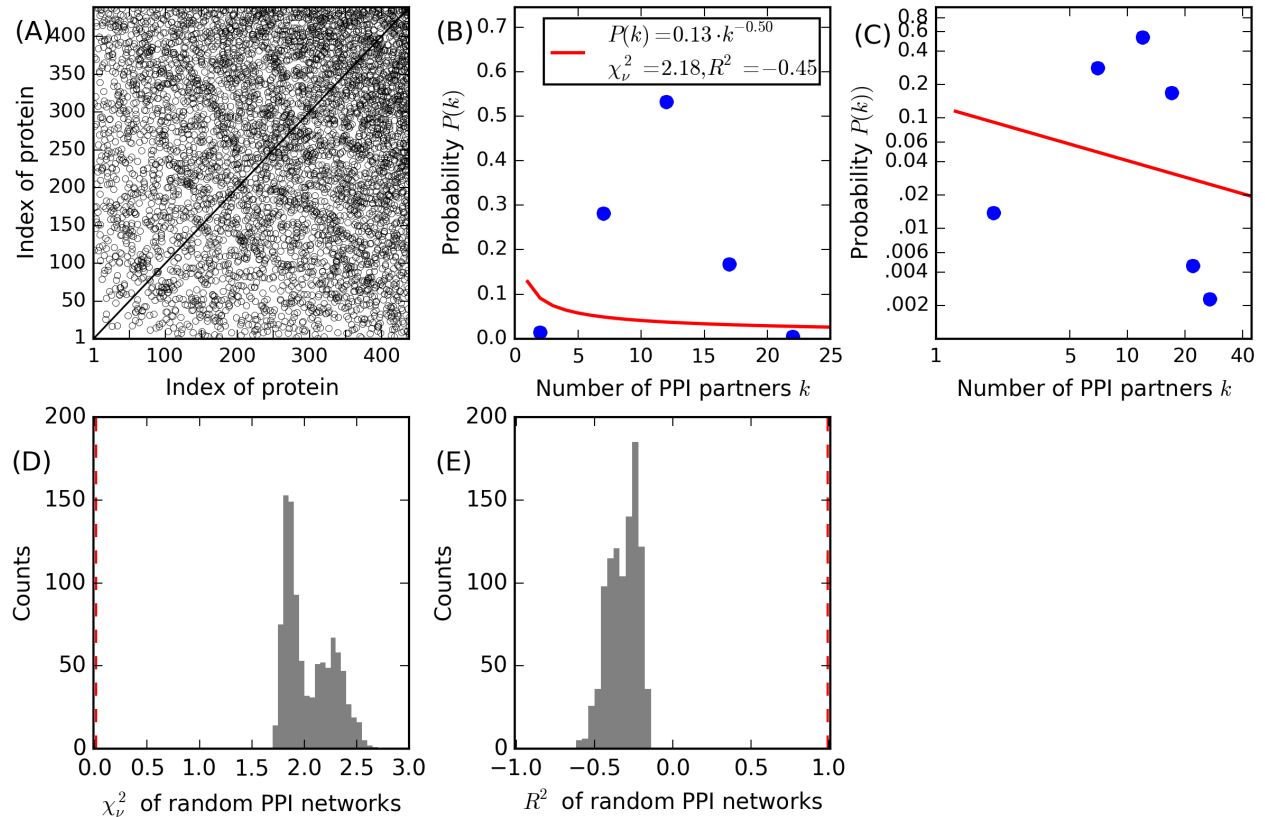 (A)
440
400
350
300
250
200
150
100
50
1
1 100 200 300 400
Index of protein
Index of protein
(B)
0.7
0.6
0.5
0.4
0.3
0.2
0.1
0.0
0 5 10 15 20 25
Number of PPI partners k
Probability P(k)
P(k) = 0.13 · k^−0.50
χν² = 2.18, R² = −0.45
(C)
0.8
0.6
0.4
0.2
0.1
0.06
0.04
0.02
0.01
.006
.004
.002
1 5 10 20 40
Number of PPI partners k
Probability P(k))
(D)
200
150
100
50
0
0.0 0.5 1.0 1.5 2.0 2.5 3.0
χν² of random PPI networks
Counts
(E)
200
150
100
50
0
−1.0 −0.5 0.0 0.5 1.0
R² of random PPI networks
Counts